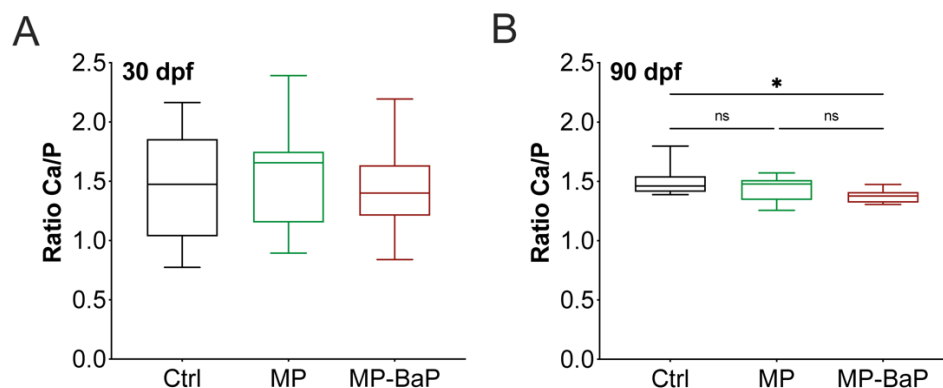 A
30 dpf
Ratio Ca/P
2.5
2.0
1.5
1.0
0.5
0.0
Ctrl MP MP-BaP
B
90 dpf
Ratio Ca/P
2.5
2.0
1.5
1.0
0.5
0.0
*
ns ns
Ctrl MP MP-BaP